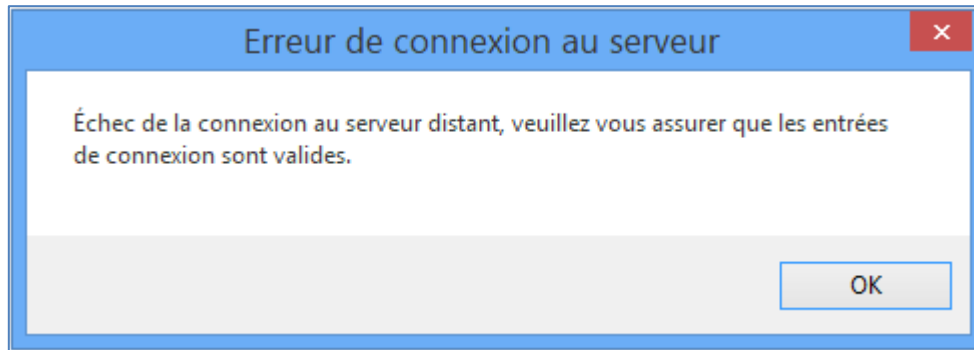 Erreur de connexion au serveur
Échec de la connexion au serveur distant, veuillez vous assurer que les entrées
de connexion sont valides.
OK